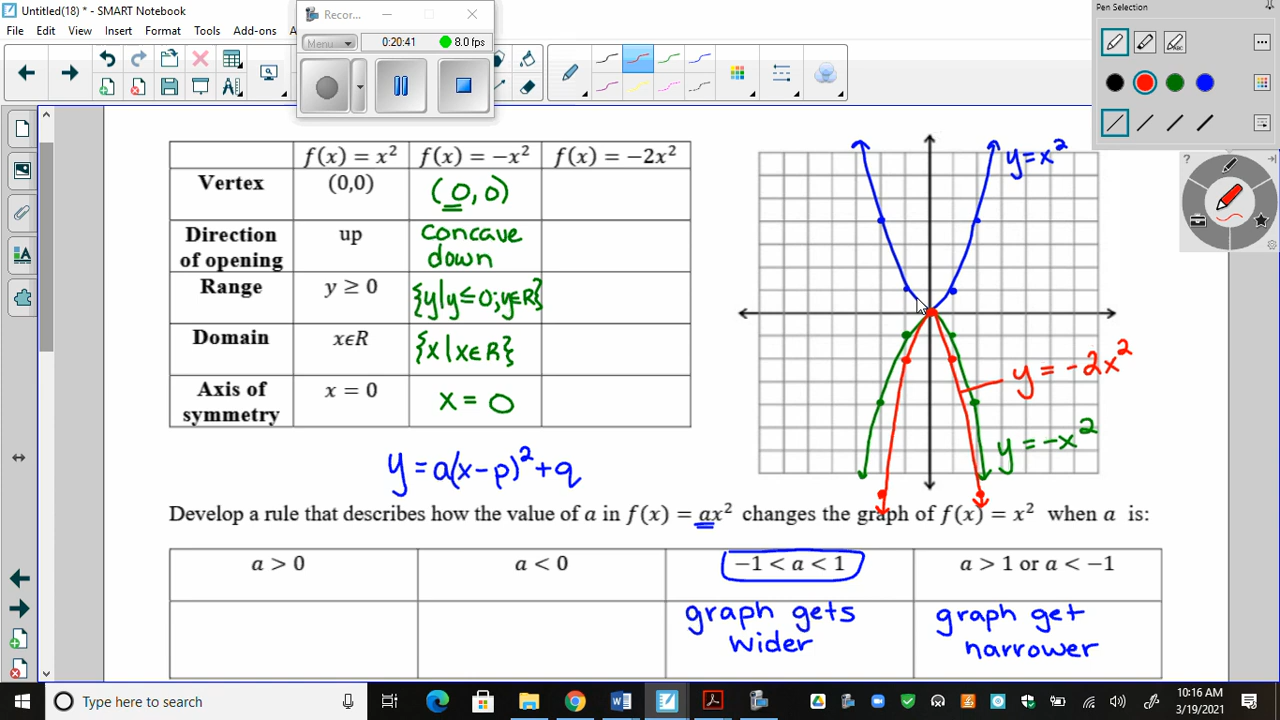 Untitled(18) * - SMART Notebook
Recor...
Pen Selection
File Edit View Insert Format Tools Add-ons
Menu
0:20:41
8.0 fps
f(x) = x² f(x) = −x² f(x) = −2x²
Vertex (0,0) (0,0)
Direction of opening up concave down
Range y ≥ 0 {y|y≤0;y∈R}
Domain xϵR {x|x∈R}
Axis of symmetry x = 0 x = 0
y=x²
y = -2x²
y = -x²
y = a(x-p)²+q
Develop a rule that describes how the value of a in f(x) = ax² changes the graph of f(x) = x² when a is:
a > 0 a < 0 −1 < a < 1 a > 1 or a < −1
graph gets wider graph get narrower
Type here to search
10:16 AM
3/19/2021